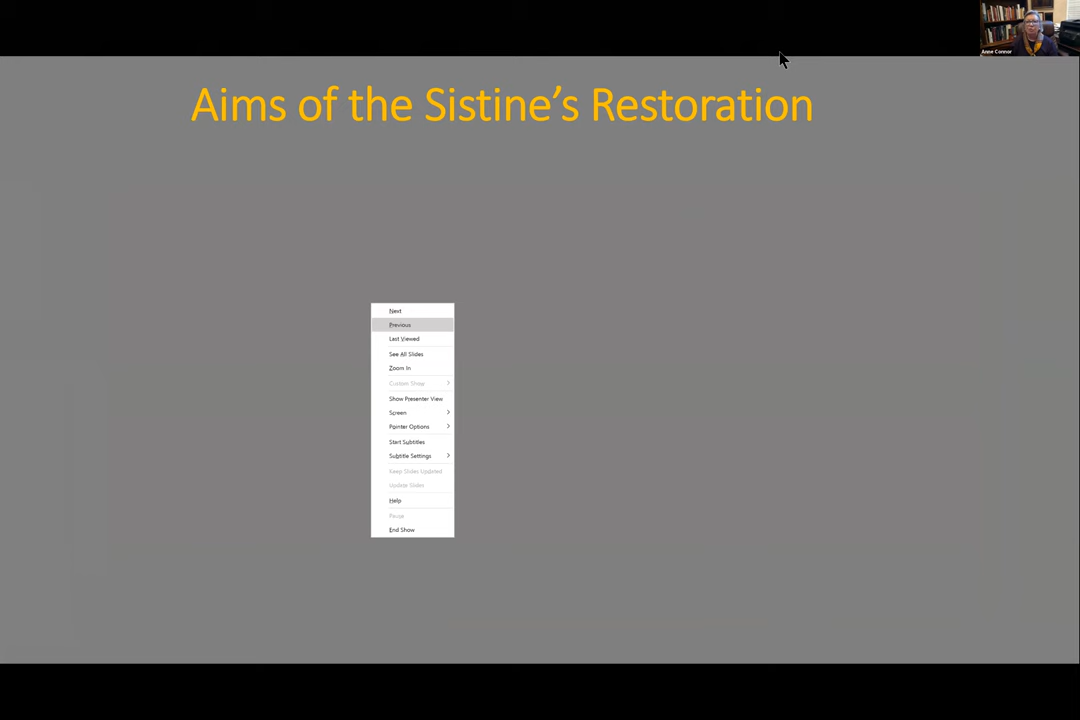 Anne Connor
Aims of the Sistine's Restoration
Next
Previous
Last Viewed
See All Slides
Zoom In
Custom Show
Show Presenter View
Screen
Pointer Options
Start Subtitles
Subtitle Settings
Keep Slides Updated
Update Slides
Help
Pause
End Show